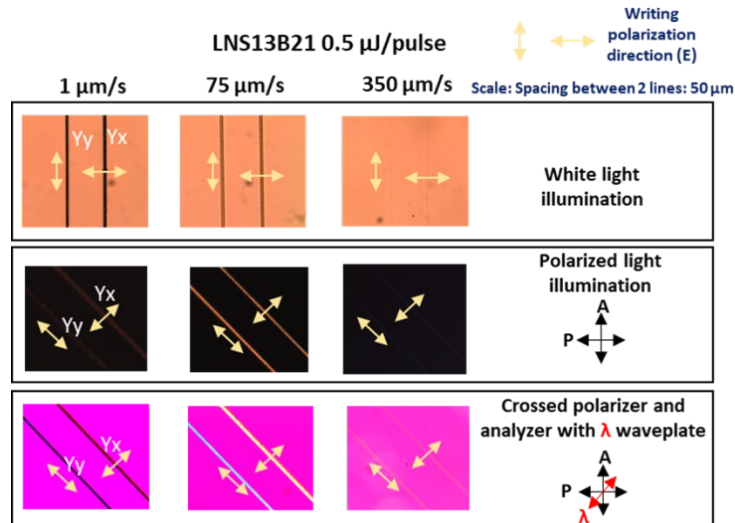 LNS13B21 0.5 µJ/pulse
Writing
polarization
direction (E)
1 µm/s
75 µm/s
350 µm/s
Scale: Spacing between 2 lines: 50 µm
Yy
Yx
White light
illumination
Yx
Yy
Polarized light
illumination
A
P
Yx
Yy
Crossed polarizer and
analyzer with λ waveplate
A
P
λ